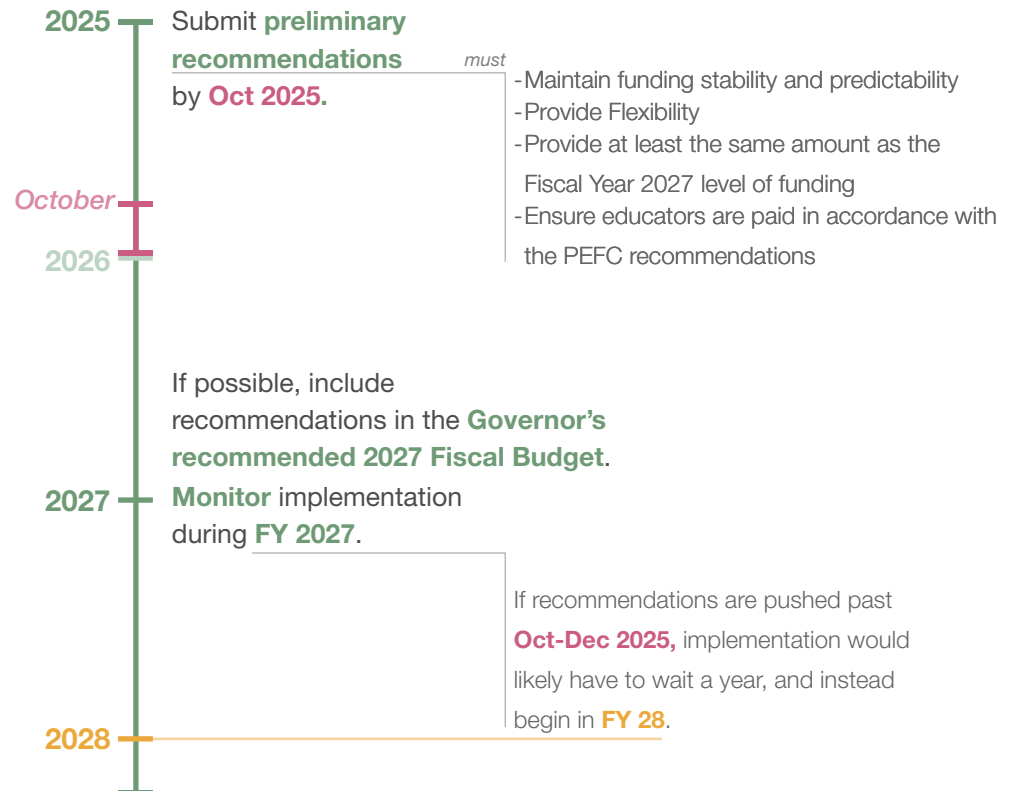 2025
Submit preliminary
recommendations
by Oct 2025.
must
-Maintain funding stability and predictability
-Provide Flexibility
-Provide at least the same amount as the
Fiscal Year 2027 level of funding
-Ensure educators are paid in accordance with
the PEFC recommendations
October
2026
If possible, include
recommendations in the Governor’s
recommended 2027 Fiscal Budget.
2027
Monitor implementation
during FY 2027.
If recommendations are pushed past
Oct-Dec 2025, implementation would
likely have to wait a year, and instead
begin in FY 28.
2028